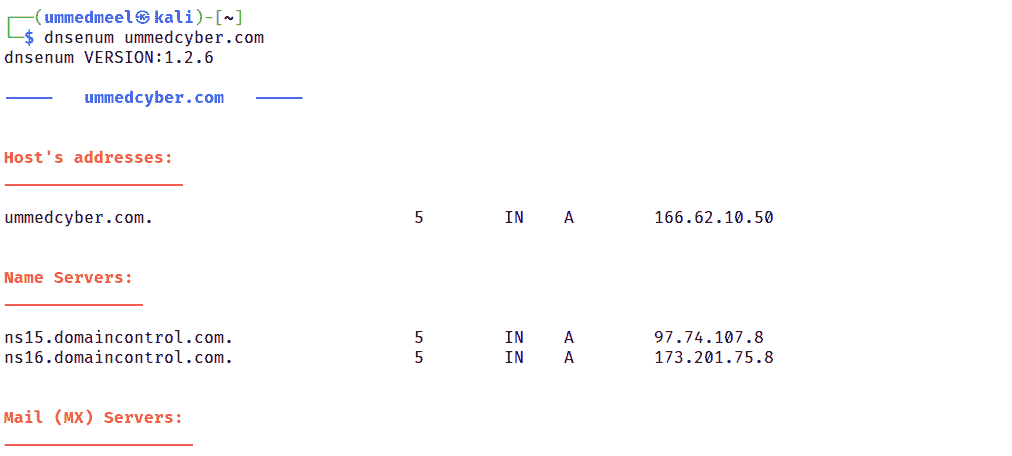 ┌──(ummedmeel㉿kali)-[~]
└─$ dnsenum ummedcyber.com
dnsenum VERSION:1.2.6
----- ummedcyber.com -----
Host's addresses:
ummedcyber.com. 5 IN A 166.62.10.50
Name Servers:
ns15.domaincontrol.com. 5 IN A 97.74.107.8
ns16.domaincontrol.com. 5 IN A 173.201.75.8
Mail (MX) Servers: